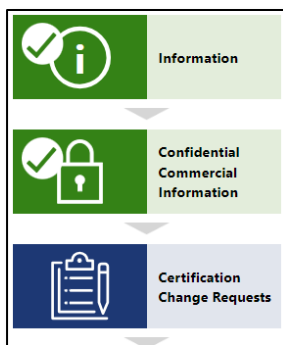 Information
Confidential
Commercial
Information
Certification
Change Requests